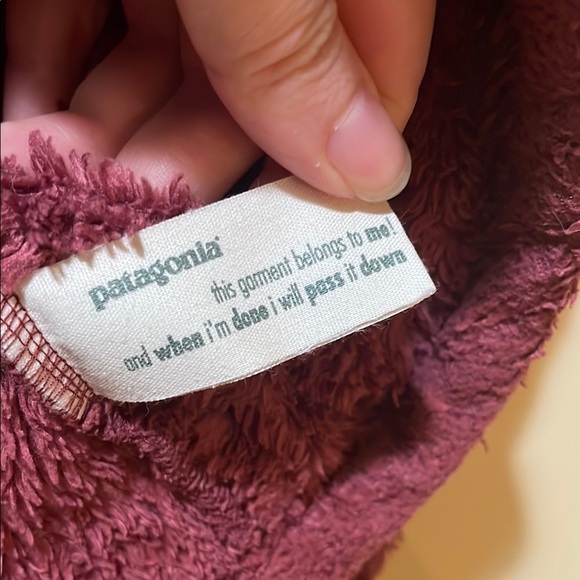 patagonia®
this garment belongs to me!
and when i'm done i will pass it down